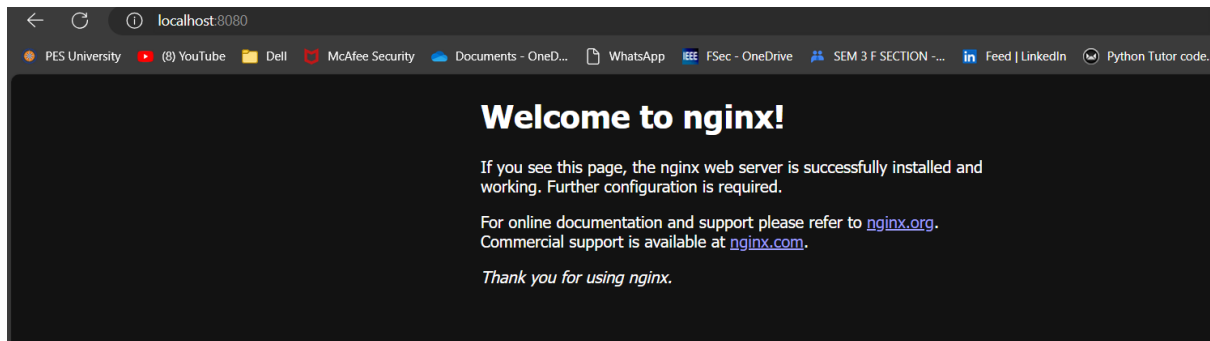 localhost:8080
PES University (8) YouTube Dell McAfee Security Documents - OneD... WhatsApp IEEE FSec - OneDrive SEM 3 F SECTION -... in Feed | LinkedIn Python Tutor code.
Welcome to nginx!
If you see this page, the nginx web server is successfully installed and
working. Further configuration is required.
For online documentation and support please refer to nginx.org.
Commercial support is available at nginx.com.
Thank you for using nginx.